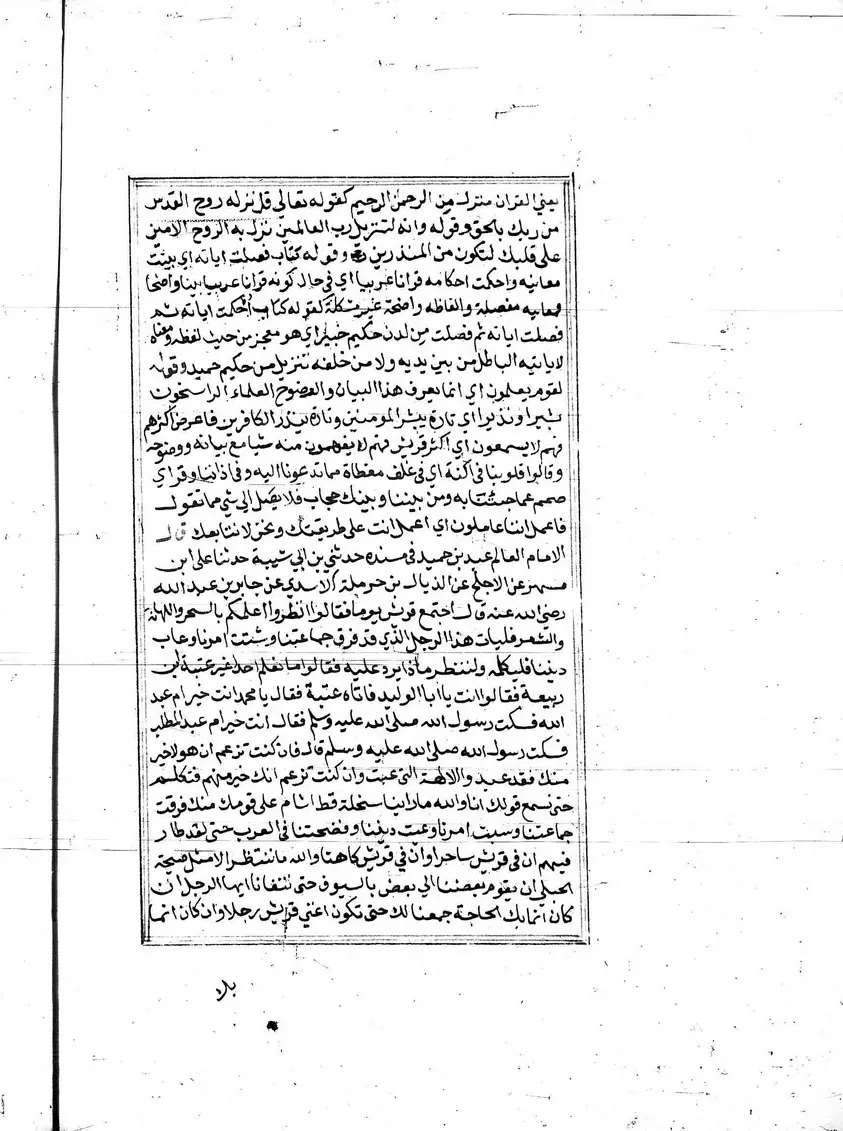 يعني القران منزل من الرحمن الرحيم كقوله تعالى قل نزله روح القدس
من ربك بالحق وقوله وانه لتنزيل رب العالمين نزل به الروح الامين
على قلبك لتكون من المنذرين وقوله كتاب فصلت اياته اي بينت
معانيه واحكمت احكامه قرانا عربيا اي في حال كونه قرانا عربيا بينا واضحا
فمعانيه مفصلة والفاظه واضحة غير مشكلة كقوله كتاب احكمت اياته ثم
فصلت اياته ثم فصلت من لدن حكيم خبير اي هو معجز من حيث لفظه ومعناه
لا ياتيه الباطل من بين يديه ولا من خلفه تنزيل من حكيم حميد وقوله
لقوم يعلمون اي انما يعرف هذا البيان والوضوح العلماء الراسخون
بشيرا ونذيرا اي تارة يبشر المومنين وتارة ينذر الكافرين فاعرض اكثرهم
فهم لا يسمعون اي اكثر قريش فهم لا يفهمون منه شيا مع بيانه ووضوحه
وقالوا قلوبنا في اكنة اي في غلف مغطاة مما تدعونا اليه وفي اذاننا وقر اي
صمم عما جئتنا به ومن بيننا وبينك حجاب فلا يصل الى شي مما تقول
فاعمل اننا عاملون اي اعمل انت على طريقتك ونحن لا نتابعك قال
الامام العالم عبد بن حميد في مسنده حدثني بن ابي شيبة حدثنا على ابن
مسهر عن الاجلح عن الذيال بن حرملة الاسدي عن جابر بن عبد الله
رضي الله عنه قال اجتمع قريش يوما فقالوا انظروا اعلمكم بالسحر والكهانة
والشعر فليات هذا الرجل الذي قد فرق جماعتنا وشتت امرنا وعاب
ديننا فليكلمه ولننتظر ماذا يرد عليه فقالوا ما نعلم احد غير عتبة ابن
ربيعة فقالوا انت يا ابا الوليد فاتاه عتبة فقال يا محمد انت خير ام عبد
الله فسكت رسول الله صلى الله عليه وسلم فقال انت خير ام عبد المطلب
فسكت رسول الله صلى الله عليه وسلم قال فان كنت تزعم ان هولا خير
منك فقد عبد والالهة التى عبت وان كنت تزعم انك خير منهم فتكلم
حتى نسمع قولك انا والله ما راينا سخلة قط اشام على قومك منك فرقت
جماعتنا وسبت امرنا وعبت ديننا وفضحتنا في العرب حتى لقد طار
فيهم ان في قريش ساحرا وان في قريش كاهنا والله ما ننتظر الا مثل صيحة
الحبلى ان يقوم بعضنا الي بعض بالسيوف حتى نتفانا ايها الرجل ان
كان انما بك الحاجة جمعنا لك حتى تكون اغنى قريش رجلا وان كان انما
بك